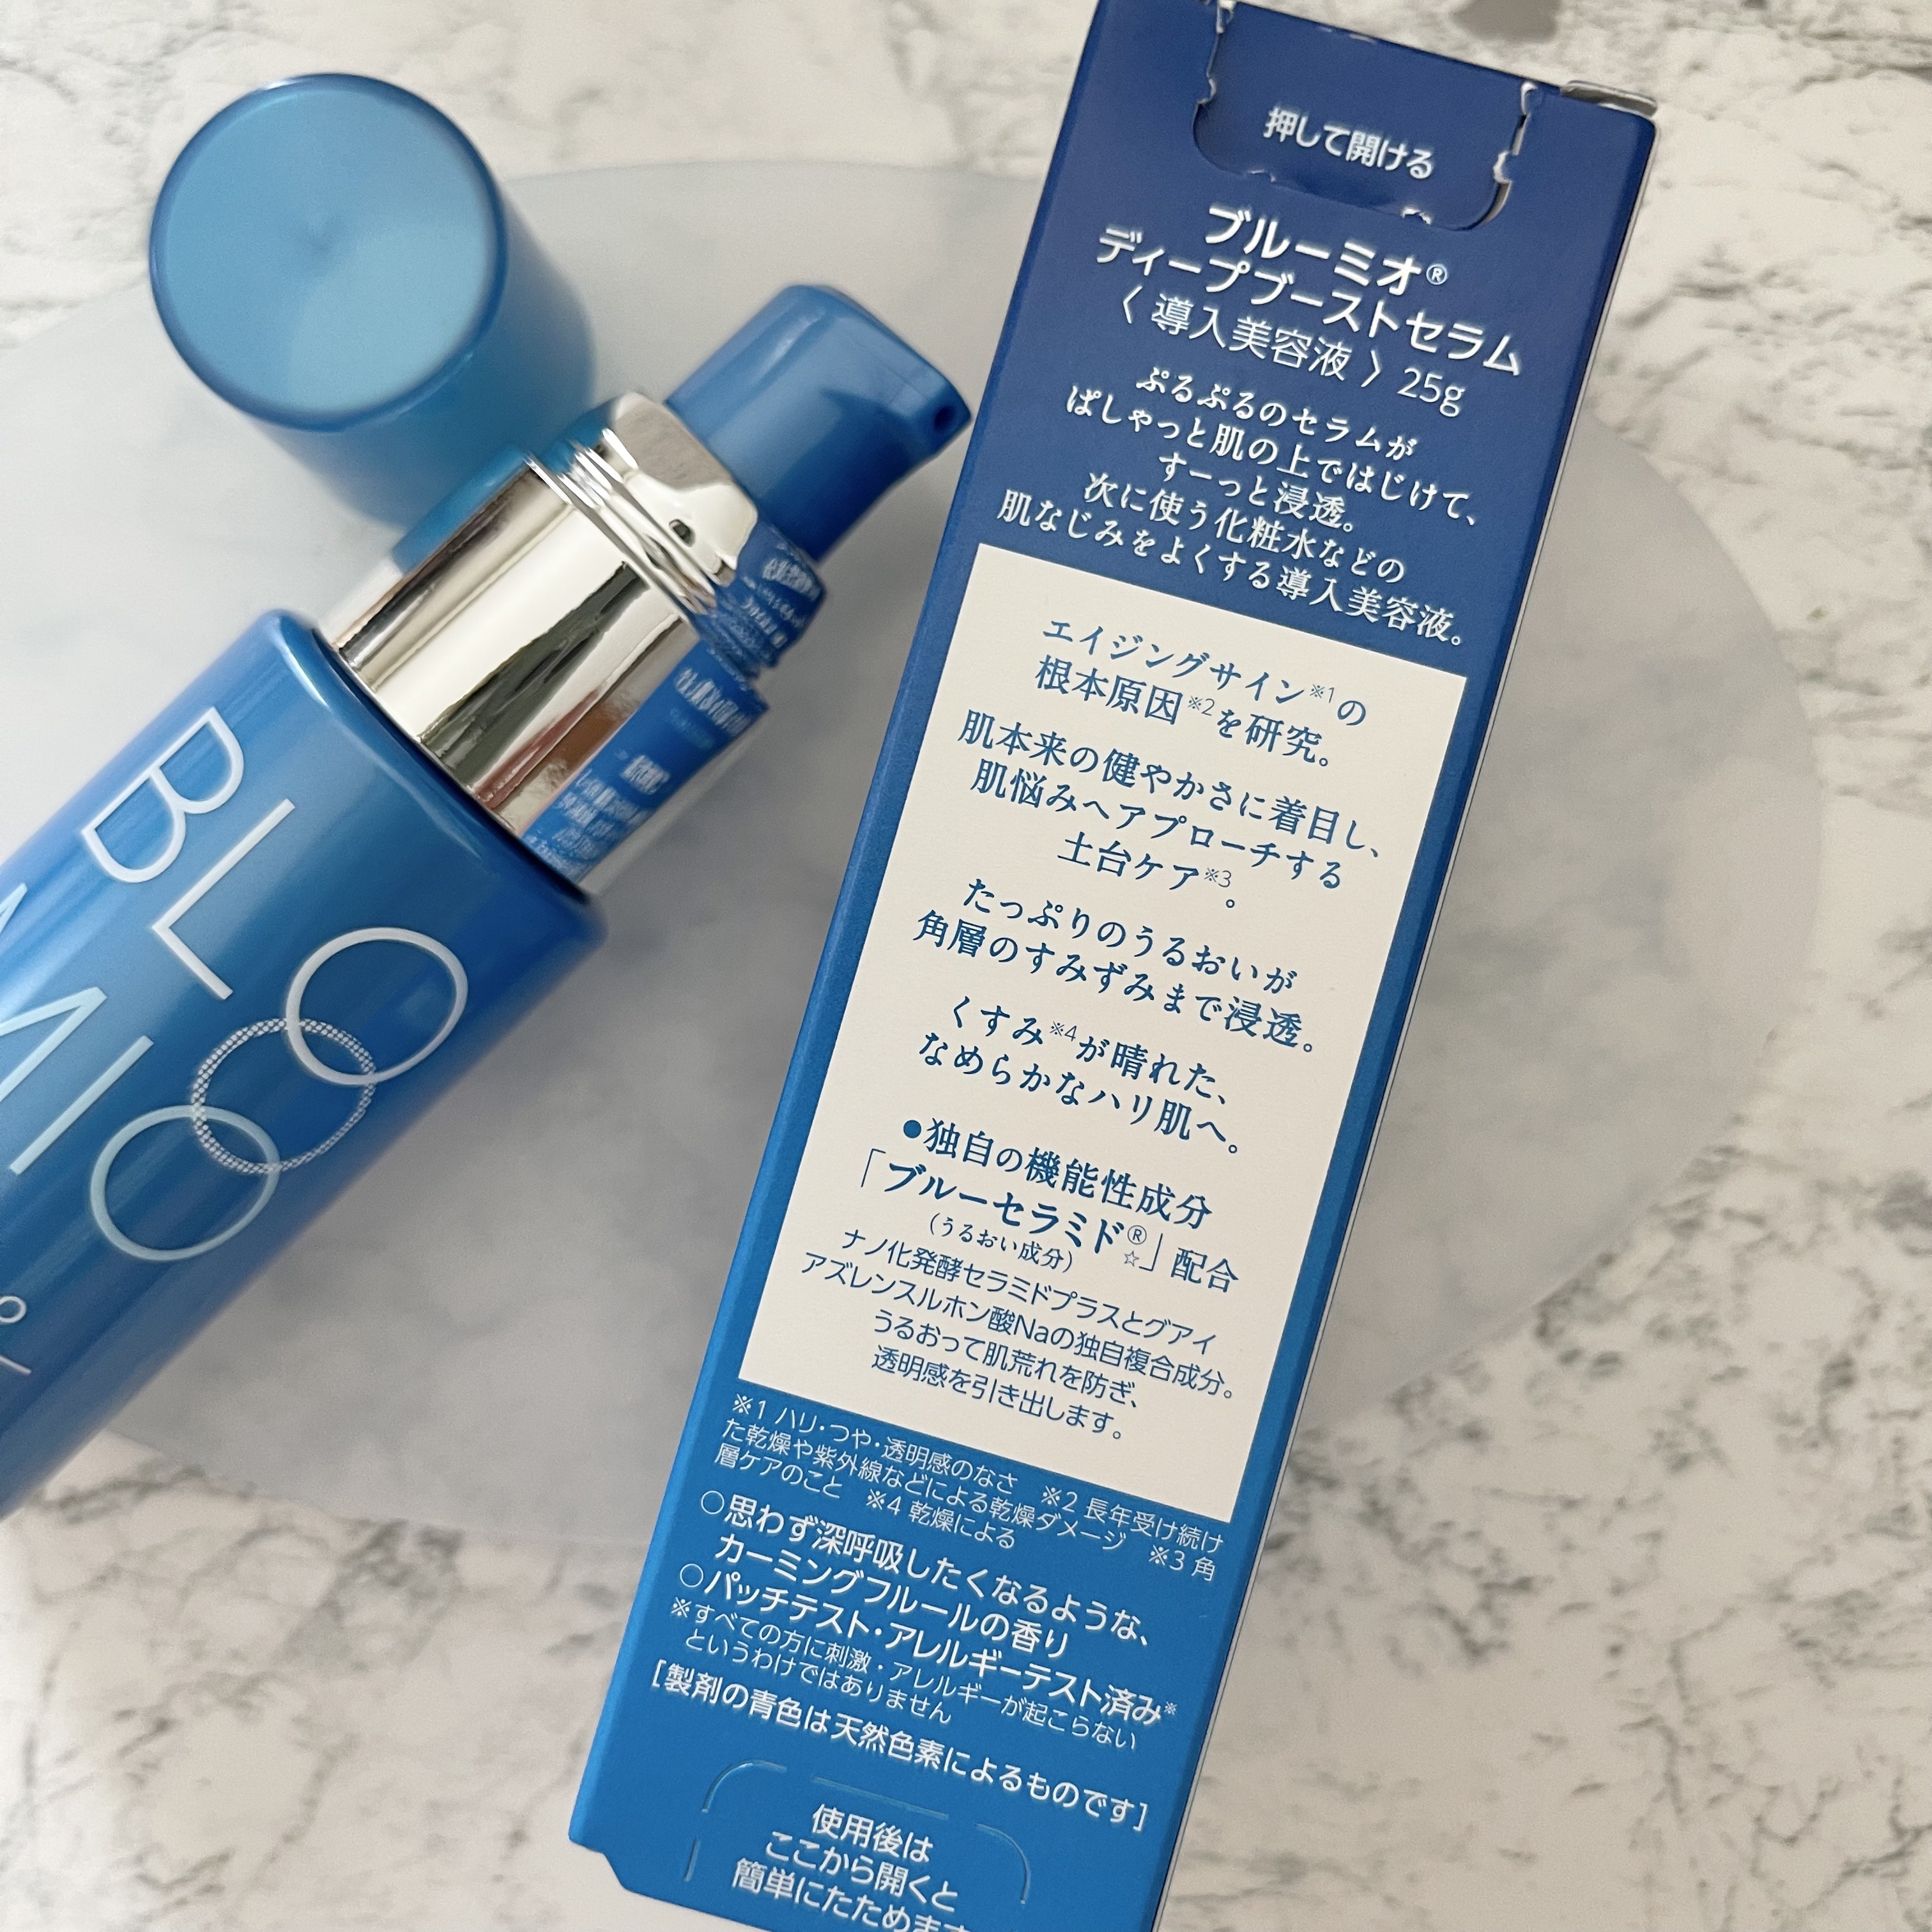 BLO
MIO
押して開ける
ブルーミオ®
ディープブーストセラム
〈 導入美容液 〉 25g
ぷるぷるのセラムが
ぱしゃっと肌の上ではじけて、
すーっと浸透。
次に使う化粧水などの
肌なじみをよくする導入美容液。
エイジングサイン※1の
根本原因※2を研究。
肌本来の健やかさに着目し、
肌悩みへアプローチする
土台ケア※3。
たっぷりのうるおいが
角層のすみずみまで浸透。
くすみ※4が晴れた、
なめらかなハリ肌へ。
●独自の機能性成分
「ブルーセラミド®☆」配合
（うるおい成分）
ナノ化発酵セラミドプラスとグアイ
アズレンスルホン酸Naの独自複合成分。
うるおって肌荒れを防ぎ、
透明感を引き出します。
※1 ハリ・つや・透明感のなさ ※2 長年受け続け
た乾燥や紫外線などによる乾燥ダメージ ※3 角
層ケアのこと ※4 乾燥による
○思わず深呼吸したくなるような、
カーミングフルールの香り
○パッチテスト・アレルギーテスト済み※
※すべての方に刺激・アレルギーが起こらない
というわけではありません
[製剤の青色は天然色素によるものです]
使用後は
ここから開くと
簡単にたためます